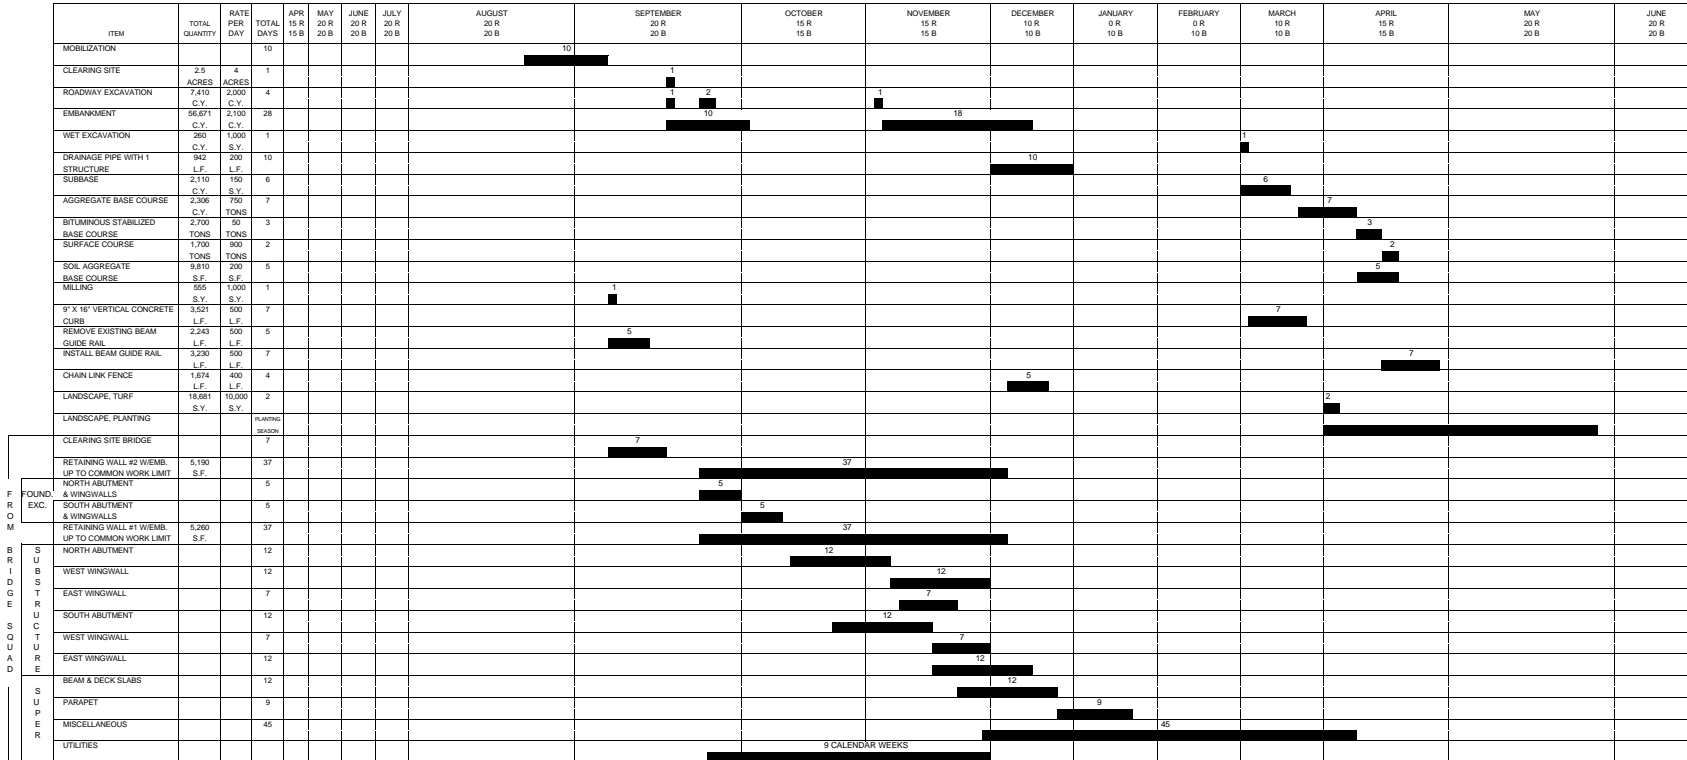 ITEM TOTAL QUANTITY RATE PER DAY TOTAL DAYS APR 15 R 15 B MAY 20 R 20 B JUNE 20 R 20 B JULY 20 R 20 B AUGUST 20 R 20 B SEPTEMBER 20 R 20 B OCTOBER 15 R 15 B NOVEMBER 15 R 15 B DECEMBER 10 R 10 B JANUARY 0 R 10 B FEBRUARY 0 R 10 B MARCH 10 R 10 B APRIL 15 R 15 B MAY 20 R 20 B JUNE 20 R 20 B
MOBILIZATION 10 10
CLEARING SITE 2.5 4 1 1
ACRES ACRES
ROADWAY EXCAVATION 7,410 2,000 4 1 2 1
C.Y. C.Y.
EMBANKMENT 56,671 2,100 28 10 18
C.Y. C.Y.
WET EXCAVATION 260 1,000 1 1
C.Y. S.Y.
DRAINAGE PIPE WITH 1 942 200 10 10
STRUCTURE L.F. L.F.
SUBBASE 2,110 150 6 6
C.Y. S.Y.
AGGREGATE BASE COURSE 2,306 750 7 7
C.Y. TONS
BITUMINOUS STABILIZED 2,700 50 3 3
BASE COURSE TONS TONS
SURFACE COURSE 1,700 900 2 2
TONS TONS
SOIL AGGREGATE 9,810 200 5 5
BASE COURSE S.F. S.F.
MILLING 555 1,000 1 1
S.Y. S.Y.
9" X 16" VERTICAL CONCRETE 3,521 500 7 7
CURB L.F. L.F.
REMOVE EXISTING BEAM 2,243 500 5 5
GUIDE RAIL L.F. L.F.
INSTALL BEAM GUIDE RAIL 3,230 500 7 7
L.F. L.F.
CHAIN LINK FENCE 1,674 400 4 5
L.F. L.F.
LANDSCAPE, TURF 18,681 10,000 2 2
S.Y. S.Y.
LANDSCAPE, PLANTING PLANTING
SEASON
FROM BRIDGE SQUAD
CLEARING SITE BRIDGE 7 7
RETAINING WALL #2 W/EMB. 5,190 37 37
UP TO COMMON WORK LIMIT S.F.
FOUND. EXC.
NORTH ABUTMENT 5 5
& WINGWALLS
SOUTH ABUTMENT 5 5
& WINGWALLS
RETAINING WALL #1 W/EMB. 5,260 37 37
UP TO COMMON WORK LIMIT S.F.
SUBSTRUCTURE
NORTH ABUTMENT 12 12
WEST WINGWALL 12 12
EAST WINGWALL 7 7
SOUTH ABUTMENT 12 12
WEST WINGWALL 7 7
EAST WINGWALL 12 12
SUPER
BEAM & DECK SLABS 12 12
PARAPET 9 9
MISCELLANEOUS 45 45
UTILITIES 9 CALENDAR WEEKS